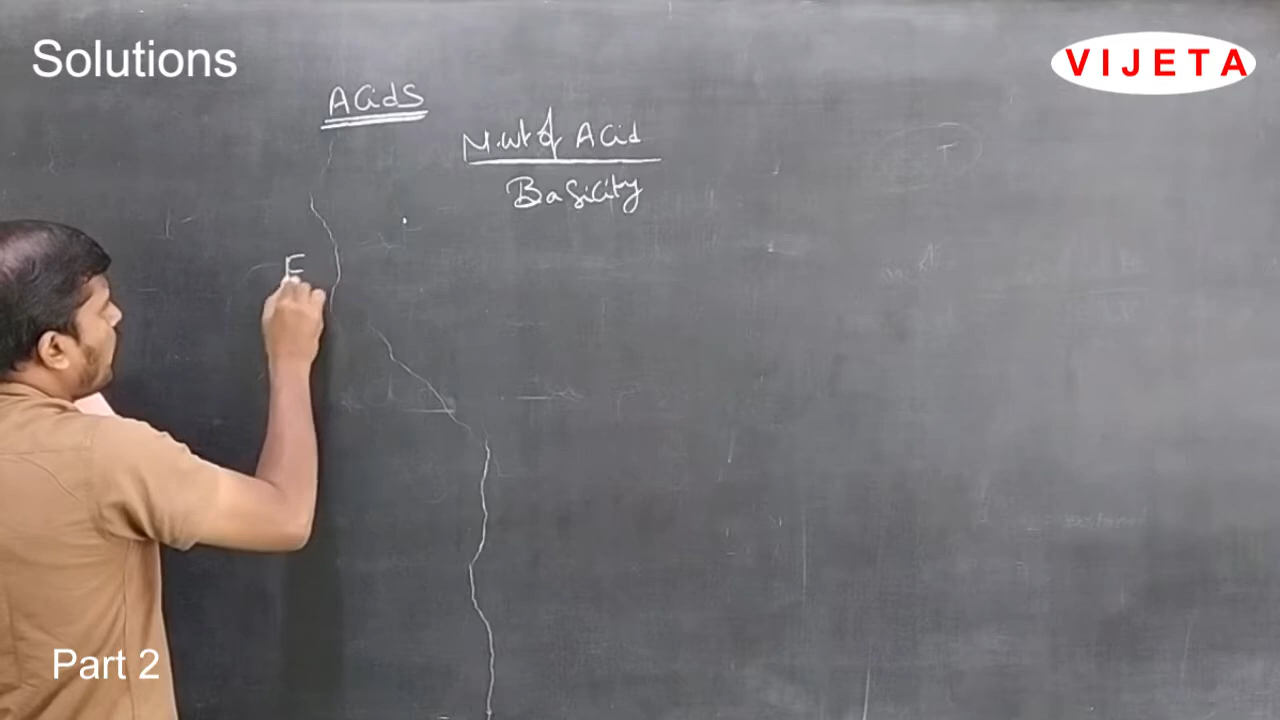 Solutions
VIJETA
Acids
M.wt of Acid
Basicity
E
Part 2